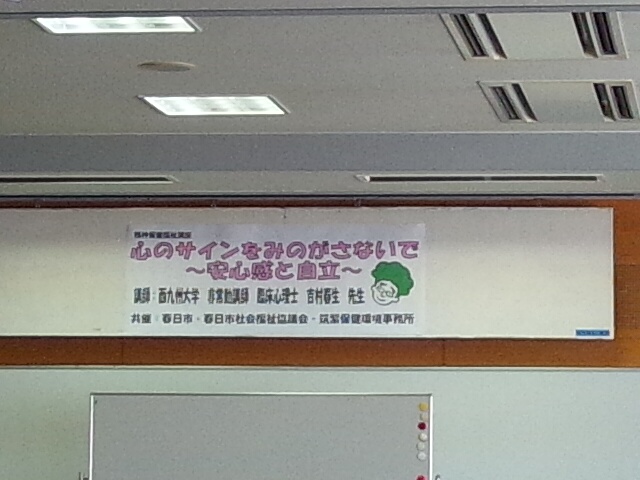 精神保健福祉講座
心のサインをみのがさないで
～安心感と自立～
講師：西九州大学 非常勤講師 臨床心理士 吉村春生 先生
共催：春日市・春日市社会福祉協議会・筑紫保健環境事務所